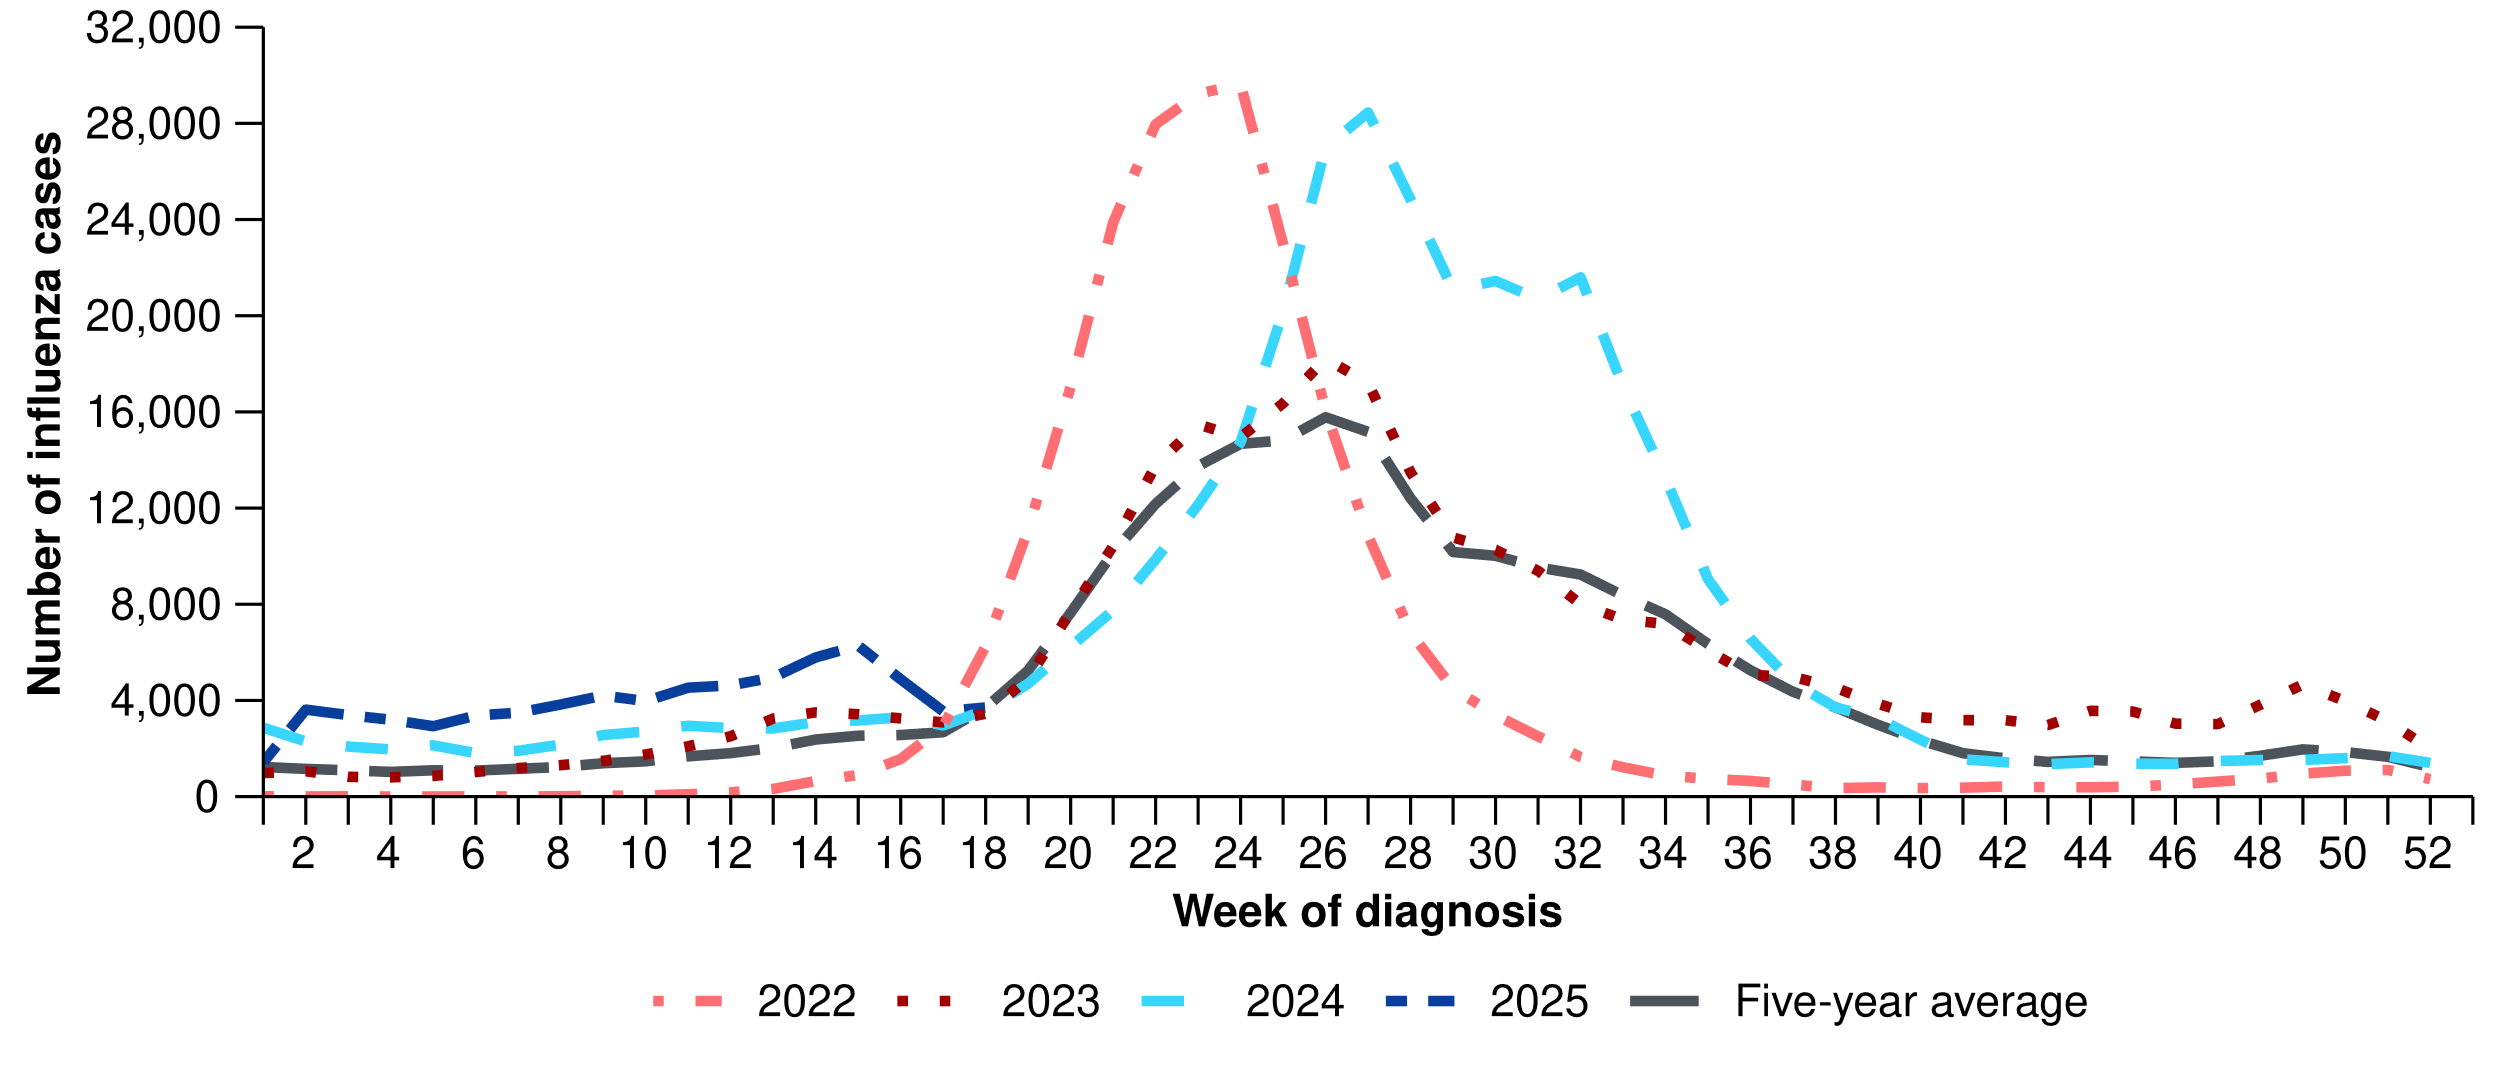 32,000
28,000
24,000
20,000
16,000
12,000
8,000
4,000
0
Number of influenza cases
2 4 6 8 10 12 14 16 18 20 22 24 26 28 30 32 34 36 38 40 42 44 46 48 50 52
Week of diagnosis
2022 2023 2024 2025 Five-year average